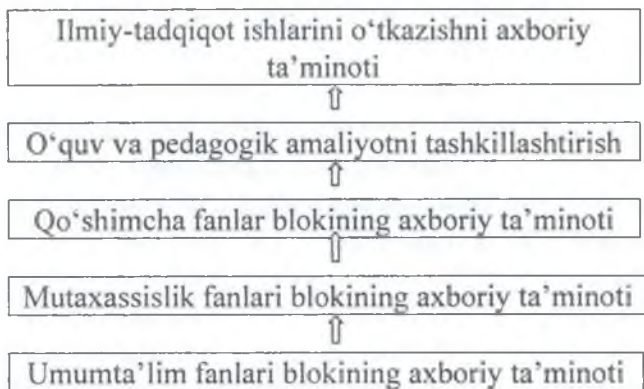 Ilmiy-tadqiqot ishlarini o‘tkazishni axboriy
ta’minoti
O‘quv va pedagogik amaliyotni tashkillashtirish
Qo‘shimcha fanlar blokining axboriy ta’minoti
Mutaxassislik fanlari blokining axboriy ta’minoti
Umumta’lim fanlari blokining axboriy ta’minoti